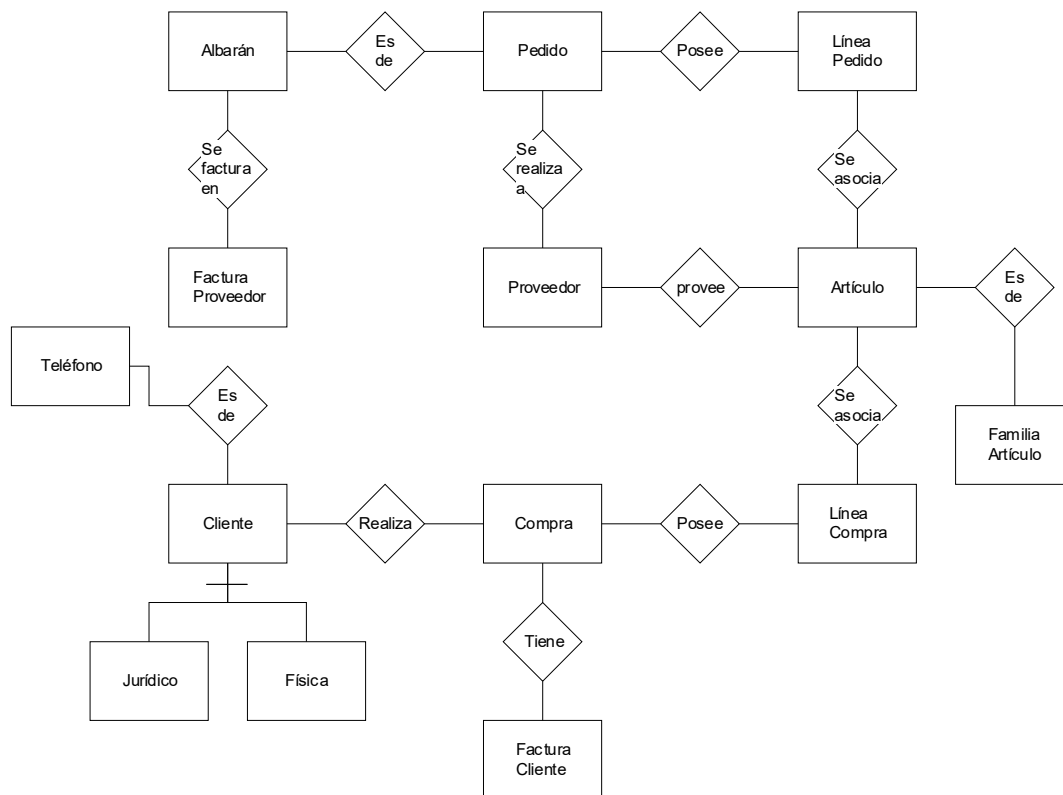 Albarán
Es
de
Pedido
Posee
Línea
Pedido
Se
factura
en
Se
realiza
a
Se
asocia
Factura
Proveedor
Proveedor
provee
Artículo
Es
de
Teléfono
Es
de
Se
asocia
Familia
Artículo
Cliente
Realiza
Compra
Posee
Línea
Compra
Jurídico
Física
Tiene
Factura
Cliente